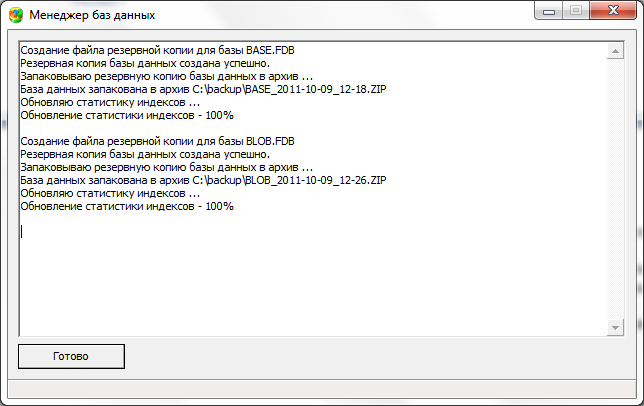 Менеджер баз данных
Создание файла резервной копии для базы BASE.FDB
Резервная копия базы данных создана успешно.
Запаковываю резервную копию базы данных в архив ...
База данных запакована в архив C:\backup\BASE_2011-10-09_12-18.ZIP
Обновляю статистику индексов ...
Обновление статистики индексов - 100%
Создание файла резервной копии для базы BLOB.FDB
Резервная копия базы данных создана успешно.
Запаковываю резервную копию базы данных в архив ...
База данных запакована в архив C:\backup\BLOB_2011-10-09_12-26.ZIP
Обновляю статистику индексов ...
Обновление статистики индексов - 100%
Готово